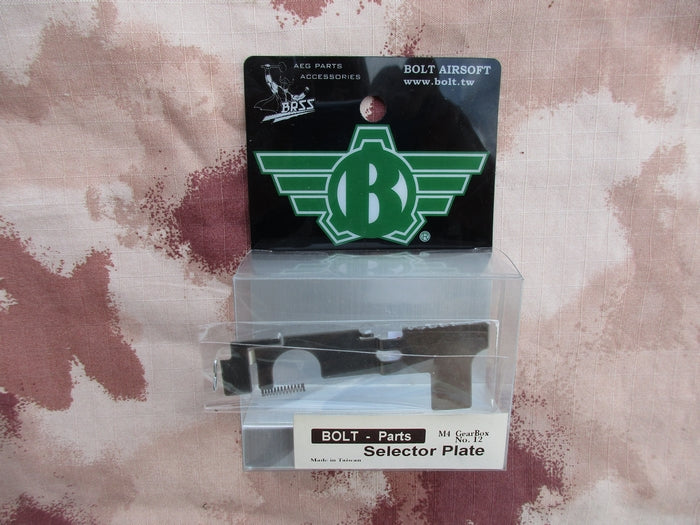 AEG PARTS
ACCESSORIES
BRSS
BOLT AIRSOFT
www.bolt.tw
B
®
BOLT - Parts
M4 GearBox
No. 12
Selector Plate
Made in Taiwan